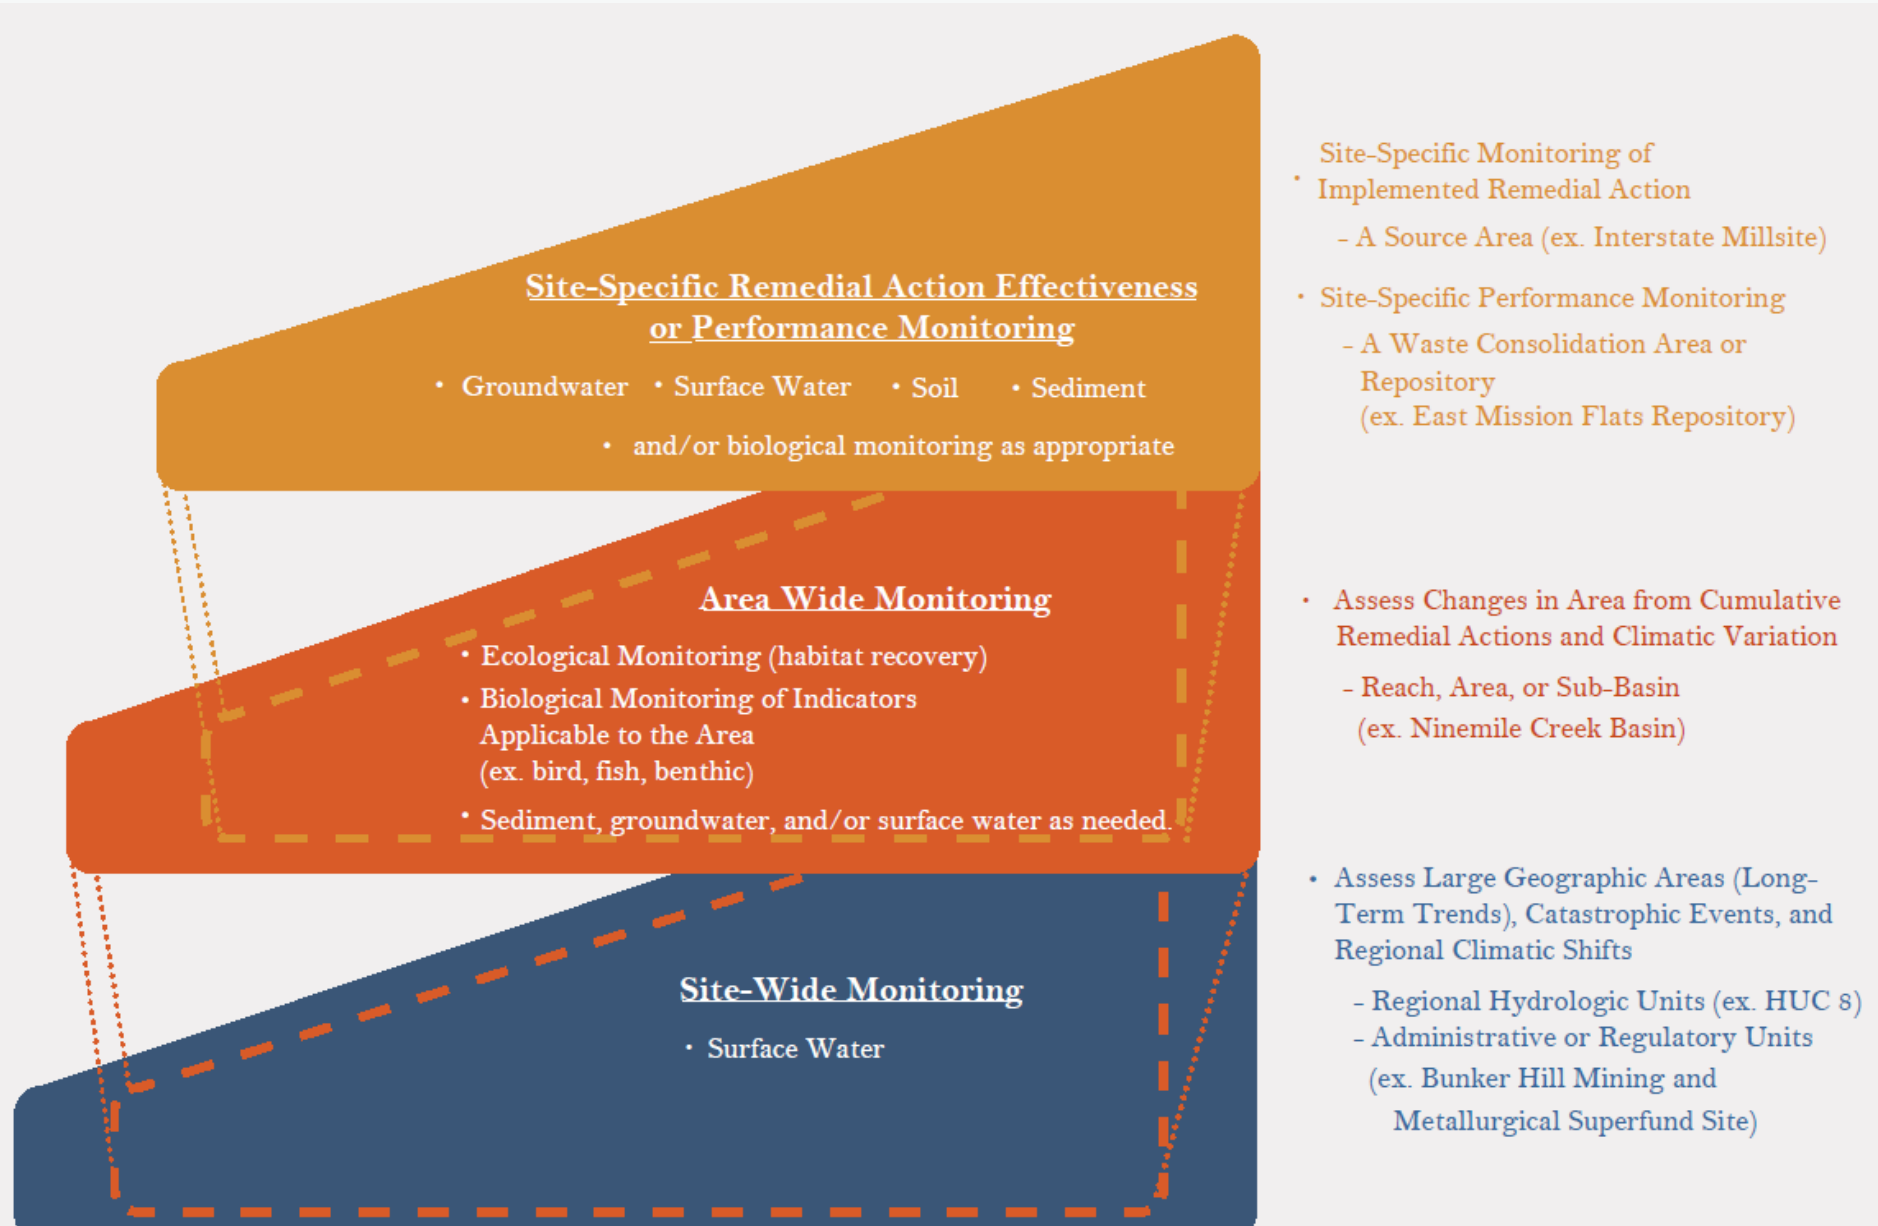 Site-Specific Remedial Action Effectiveness
or Performance Monitoring
• Groundwater • Surface Water • Soil • Sediment
• and/or biological monitoring as appropriate
Site-Specific Monitoring of
• Implemented Remedial Action
- A Source Area (ex. Interstate Millsite)
• Site-Specific Performance Monitoring
- A Waste Consolidation Area or
Repository
(ex. East Mission Flats Repository)
Area Wide Monitoring
• Ecological Monitoring (habitat recovery)
• Biological Monitoring of Indicators
Applicable to the Area
(ex. bird, fish, benthic)
• Sediment, groundwater, and/or surface water as needed.
• Assess Changes in Area from Cumulative
Remedial Actions and Climatic Variation
- Reach, Area, or Sub-Basin
(ex. Ninemile Creek Basin)
Site-Wide Monitoring
• Surface Water
• Assess Large Geographic Areas (Long-
Term Trends), Catastrophic Events, and
Regional Climatic Shifts
- Regional Hydrologic Units (ex. HUC 8)
- Administrative or Regulatory Units
(ex. Bunker Hill Mining and
Metallurgical Superfund Site)